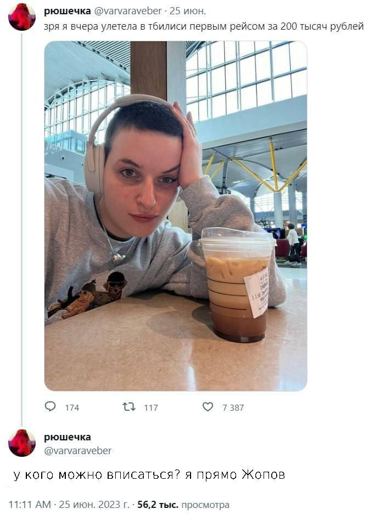 рюшечка @varvaraveber · 25 июн.
зря я вчера улетела в тбилиси первым рейсом за 200 тысяч рублей
174 117 7 387
рюшечка
@varvaraveber
у кого можно вписаться? я прямо Жопов
11:11 AM · 25 июн. 2023 г. · 56,2 тыс. просмотра